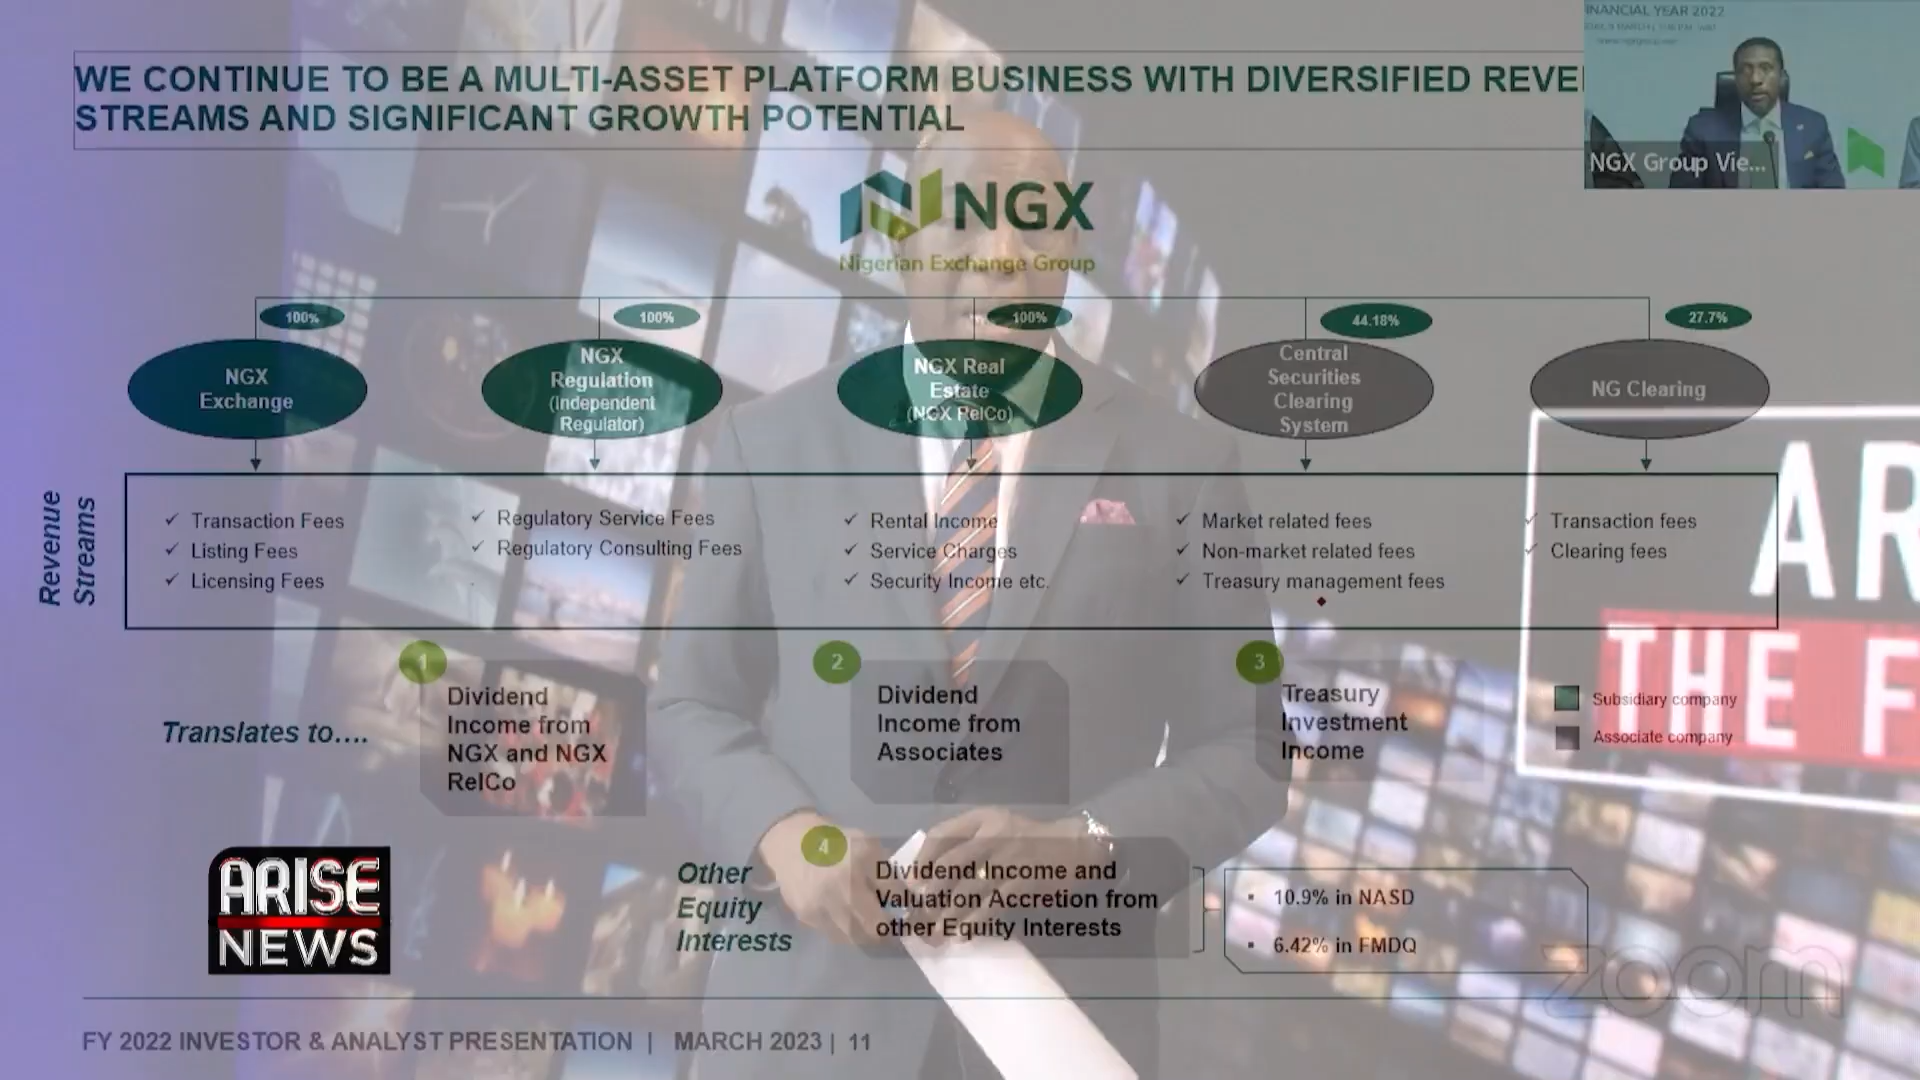 INANCIAL YEAR 2022
WE CONTINUE TO BE A MULTI-ASSET PLATFORM BUSINESS WITH DIVERSIFIED REVE
STREAMS AND SIGNIFICANT GROWTH POTENTIAL
NGX Group Vie...
NGX
Nigerian Exchange Group
100%
100%
100%
44.18%
27.7%
NGX
Exchange
NGX
Regulation
(Independent
Regulator)
NGX Real
Estate
(NGX RelCo)
Central
Securities
Clearing
System
NG Clearing
Revenue
Streams
✓ Transaction Fees
✓ Listing Fees
✓ Licensing Fees
✓ Regulatory Service Fees
✓ Regulatory Consulting Fees
✓ Rental Income
✓ Service Charges
✓ Security Income etc.
✓ Market related fees
✓ Non-market related fees
✓ Treasury management fees
✓ Transaction fees
✓ Clearing fees
AR
THE F
Translates to....
1
Dividend
Income from
NGX and NGX
RelCo
2
Dividend
Income from
Associates
3
Treasury
Investment
Income
Subsidiary company
Associate company
Other
Equity
Interests
4
Dividend Income and
Valuation Accretion from
other Equity Interests
▪ 10.9% in NASD
▪ 6.42% in FMDQ
ARISE
NEWS
zoom
FY 2022 INVESTOR & ANALYST PRESENTATION | MARCH 2023 | 11